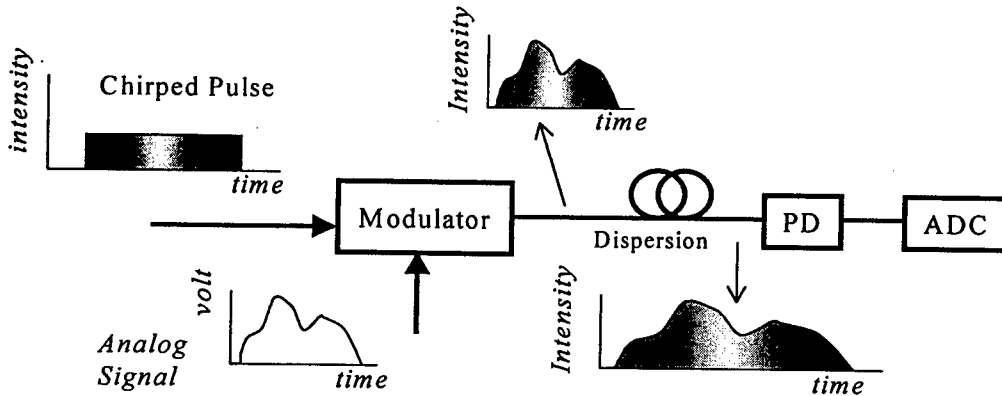 Intensity
time
intensity
Chirped Pulse
time
Modulator
Dispersion
PD
ADC
volt
time
Analog
Signal
Intensity
time